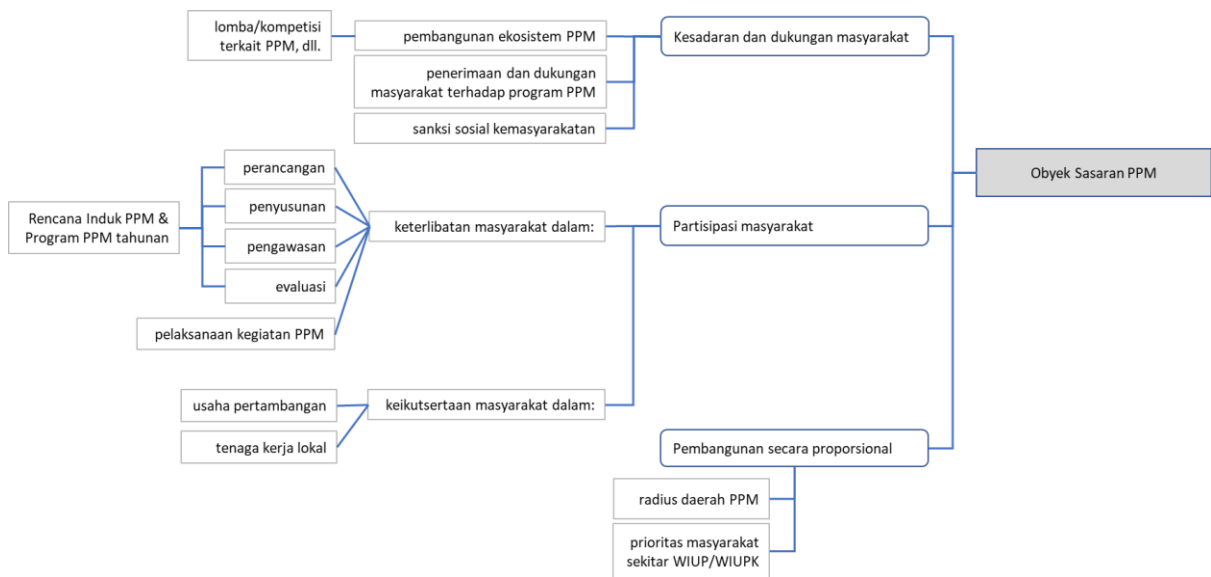 lomba/kompetisi
terkait PPM, dll.
pembangunan ekosistem PPM
Kesadaran dan dukungan masyarakat
penerimaan dan dukungan
masyarakat terhadap program PPM
sanksi sosial kemasyarakatan
Obyek Sasaran PPM
perancangan
penyusunan
pengawasan
evaluasi
Rencana Induk PPM &
Program PPM tahunan
keterlibatan masyarakat dalam:
Partisipasi masyarakat
pelaksanaan kegiatan PPM
usaha pertambangan
tenaga kerja lokal
keikutsertaan masyarakat dalam:
Pembangunan secara proporsional
radius daerah PPM
prioritas masyarakat
sekitar WIUP/WIUPK